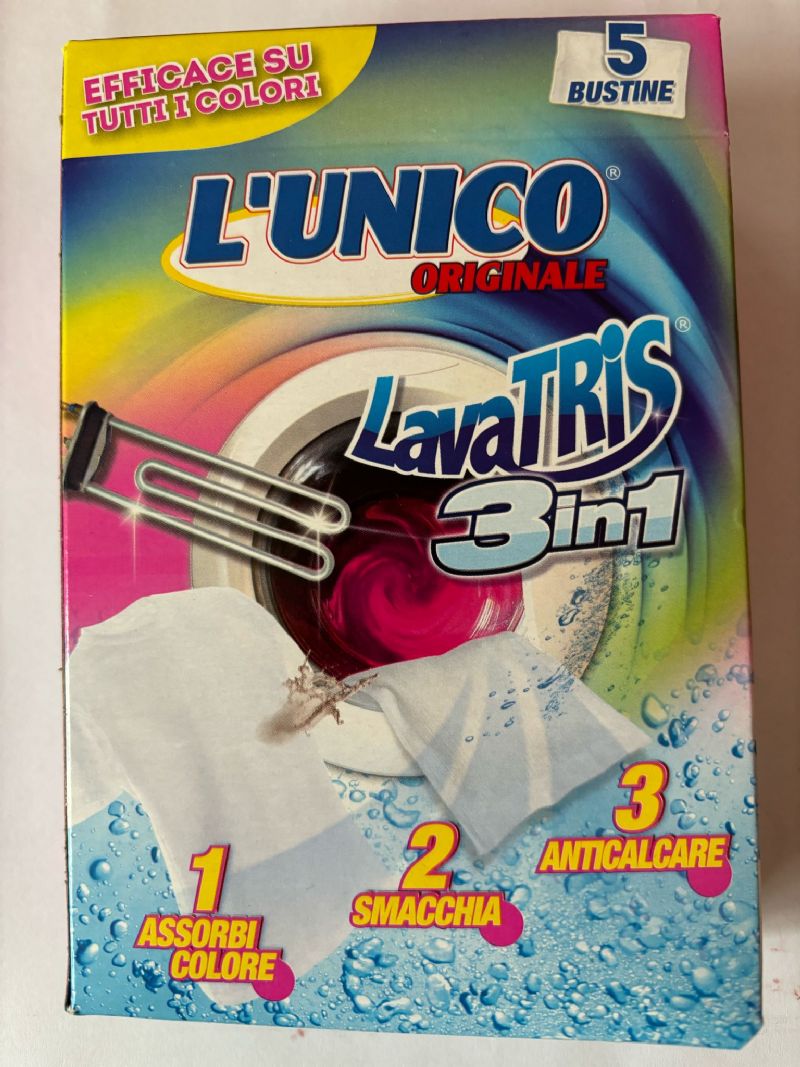 EFFICACE SU
TUTTI I COLORI
5
BUSTINE
L'UNICO®
ORIGINALE
LavaTRIS®
3in1
1
ASSORBI
COLORE
2
SMACCHIA
3
ANTICALCARE